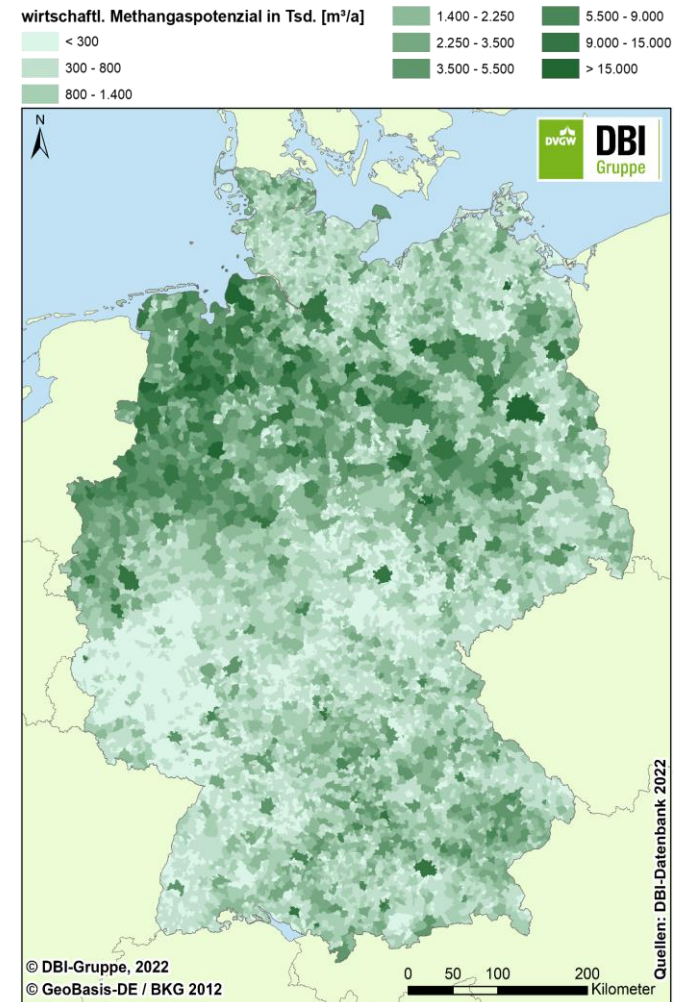 wirtschaftl. Methangaspotenzial in Tsd. [m³/a]
< 300
300 - 800
800 - 1.400
1.400 - 2.250
2.250 - 3.500
3.500 - 5.500
5.500 - 9.000
9.000 - 15.000
> 15.000
N
DVGW
DBI
Gruppe
Quellen: DBI-Datenbank 2022
© DBI-Gruppe, 2022
© GeoBasis-DE / BKG 2012
0 50 100 200
Kilometer